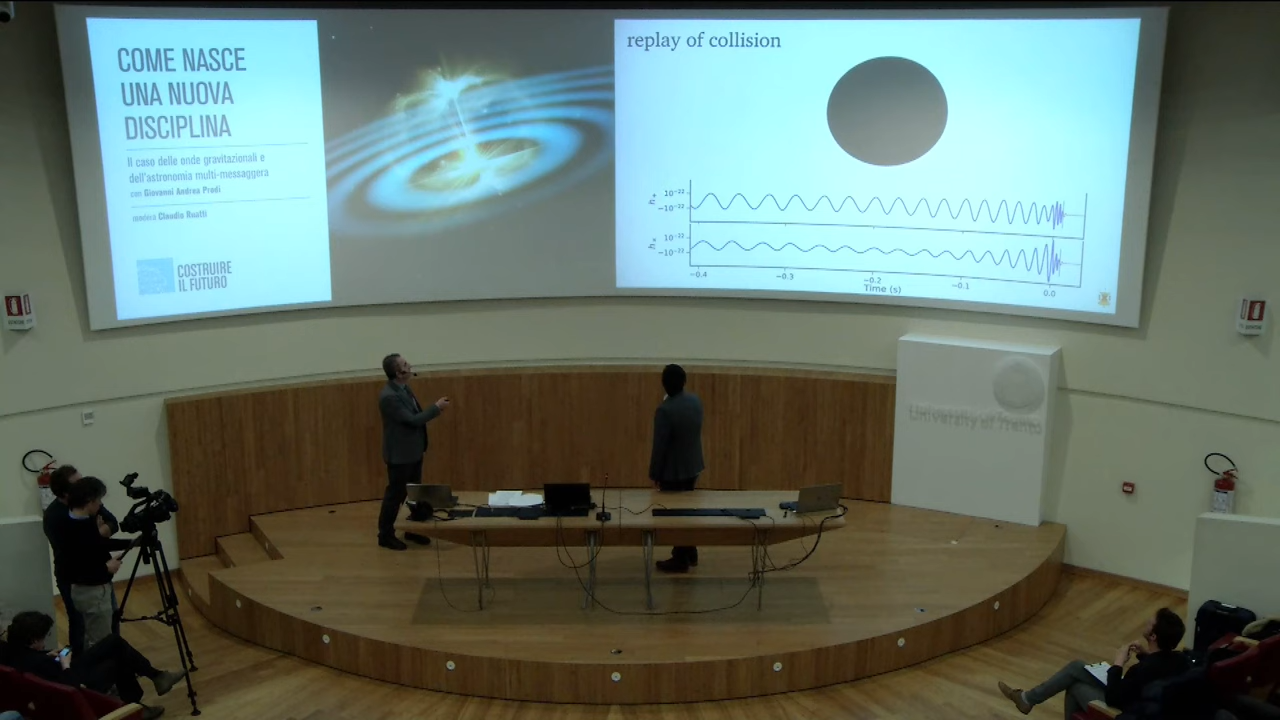 COME NASCE
UNA NUOVA
DISCIPLINA
Il caso delle onde gravitazionali e
dell'astronomia multi-messaggera
con Giovanni Andrea Prodi
modera Claudia Ruatti
COSTRUIRE
IL FUTURO
replay of collision
h+
10⁻²²
−10⁻²²
10⁻²²
−10⁻²²
−0.4
−0.3
−0.2
−0.1
0.0
Time (s)
University of Trento